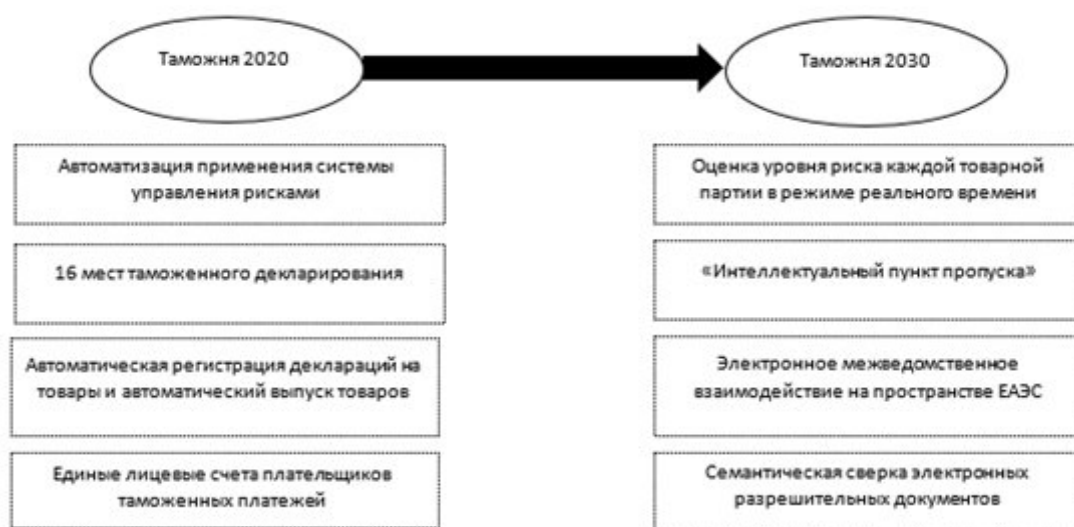 Таможня 2020
Таможня 2030
Автоматизация применения системы
управления рисками
Оценка уровня риска каждой товарной
партии в режиме реального времени
16 мест таможенного декларирования
«Интеллектуальный пункт пропуска»
Автоматическая регистрация деклараций на
товары и автоматический выпуск товаров
Электронное межведомственное
взаимодействие на пространстве ЕАЭС
Единые лицевые счета плательщиков
таможенных платежей
Семантическая сверка электронных
разрешительных документов